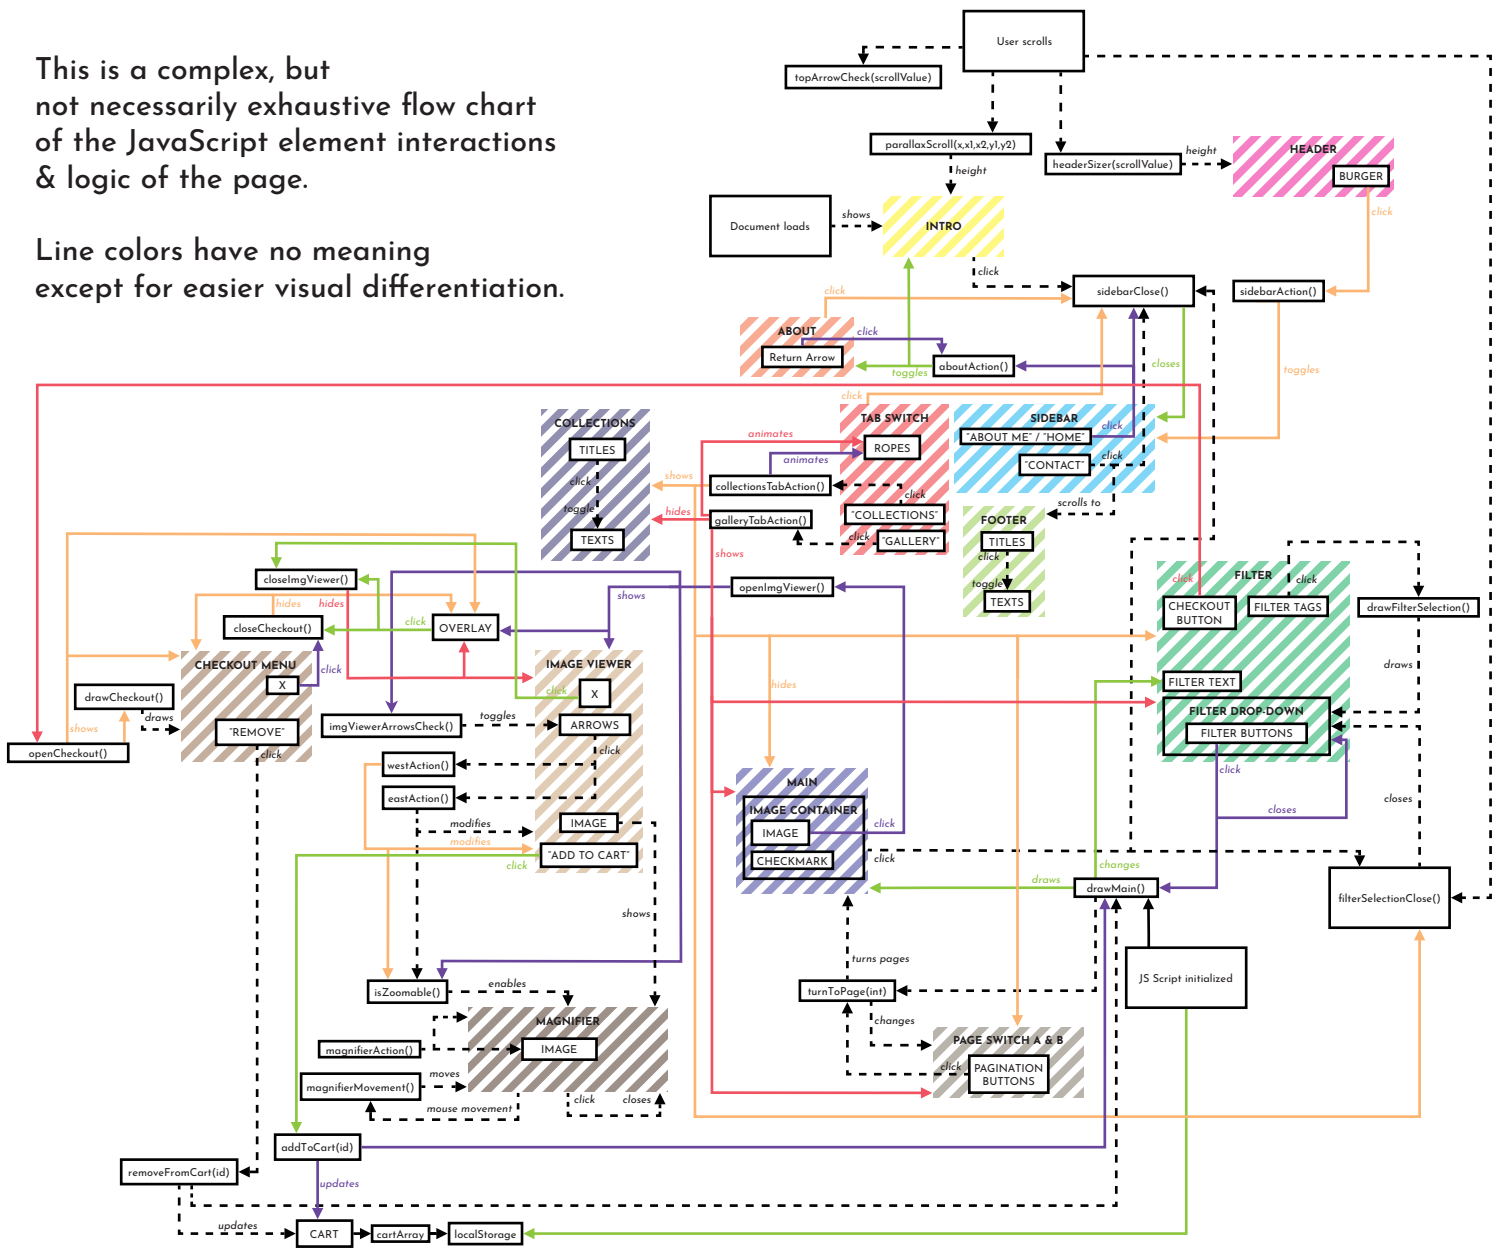 This is a complex, but
not necessarily exhaustive flow chart
of the JavaScript element interactions
& logic of the page.
Line colors have no meaning
except for easier visual differentiation.
User scrolls
topArrowCheck(scrollValue)
parallaxScroll(x,x1,x2,y1,y2)
headerSizer(scrollValue)
height
HEADER
BURGER
height
click
Document loads
shows
INTRO
click
sidebarClose()
sidebarAction()
click
ABOUT
click
Return Arrow
aboutAction()
toggles
closes
toggles
click
COLLECTIONS
TITLES
click
toggle
TEXTS
TAB SWITCH
ROPES
animates
animates
shows
collectionsTabAction()
click
"COLLECTIONS"
hides
galleryTabAction()
click
"GALLERY"
shows
SIDEBAR
"ABOUT ME" / "HOME"
click
"CONTACT"
click
scrolls to
FOOTER
TITLES
click
toggle
TEXTS
FILTER
click
click
CHECKOUT
BUTTON
FILTER TAGS
drawFilterSelection()
draws
FILTER TEXT
FILTER DROP-DOWN
FILTER BUTTONS
click
closes
closes
closeImgViewer()
hides
hides
closeCheckout()
click
OVERLAY
shows
openImgViewer()
CHECKOUT MENU
X
click
drawCheckout()
draws
"REMOVE"
click
shows
openCheckout()
IMAGE VIEWER
click
X
imgViewerArrowsCheck()
toggles
ARROWS
click
westAction()
eastAction()
modifies
modifies
IMAGE
"ADD TO CART"
click
shows
hides
MAIN
IMAGE CONTAINER
IMAGE
click
CHECKMARK
click
changes
draws
drawMain()
filterSelectionClose()
turns pages
JS Script initialized
turnToPage(int)
changes
isZoomable()
enables
MAGNIFIER
magnifierAction()
IMAGE
magnifierMovement()
moves
mouse movement
click
closes
PAGE SWITCH A & B
click
PAGINATION
BUTTONS
addToCart(id)
removeFromCart(id)
updates
updates
CART
cartArray
localStorage